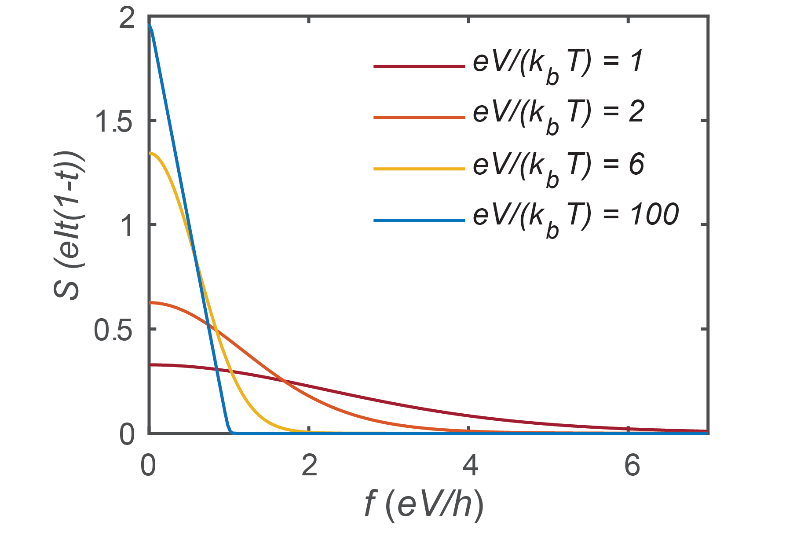 2
1.5
1
0.5
0
0 2 4 6
S (eIt(1-t))
f (eV/h)
eV/(k_b T) = 1
eV/(k_b T) = 2
eV/(k_b T) = 6
eV/(k_b T) = 100